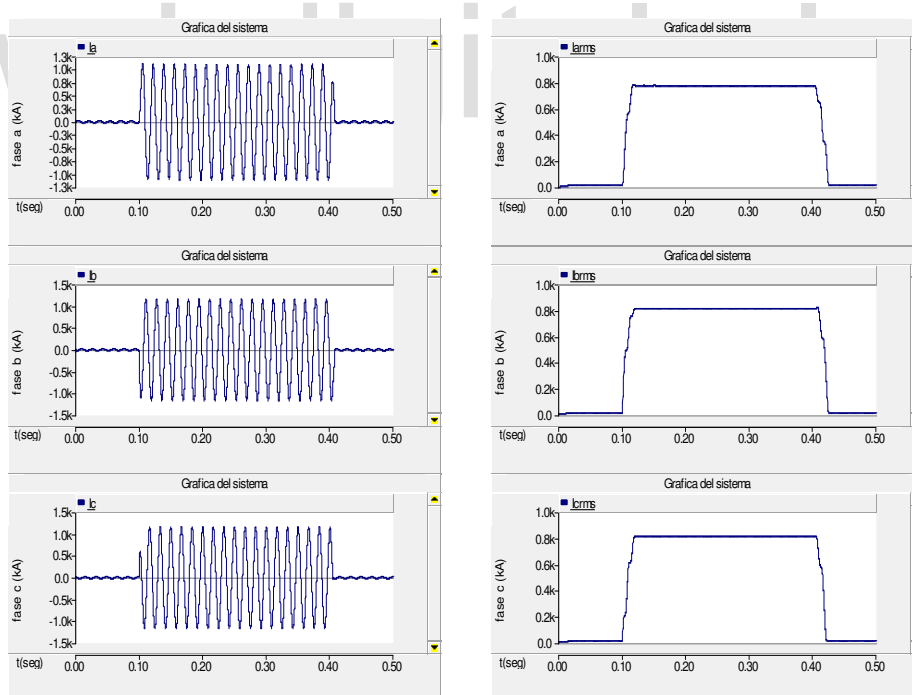 Grafica del sistema
Ia
fase a (kA)
1.3k
1.0k
0.8k
0.5k
0.3k
0.0
-0.3k
-0.5k
-0.8k
-1.0k
-1.3k
t(seg) 0.00 0.10 0.20 0.30 0.40 0.50
Grafica del sistema
Iarms
fase a (kA)
1.0k
0.8k
0.6k
0.4k
0.2k
0.0
t(seg) 0.00 0.10 0.20 0.30 0.40 0.50
Grafica del sistema
Ib
fase b (kA)
1.5k
1.0k
0.5k
0.0
-0.5k
-1.0k
-1.5k
t(seg) 0.00 0.10 0.20 0.30 0.40 0.50
Grafica del sistema
Ibrms
fase b (kA)
1.0k
0.8k
0.6k
0.4k
0.2k
0.0
t(seg) 0.00 0.10 0.20 0.30 0.40 0.50
Grafica del sistema
Ic
fase c (kA)
1.5k
1.0k
0.5k
0.0
-0.5k
-1.0k
-1.5k
t(seg) 0.00 0.10 0.20 0.30 0.40 0.50
Grafica del sistema
Icrms
fase c (kA)
1.0k
0.8k
0.6k
0.4k
0.2k
0.0
t(seg) 0.00 0.10 0.20 0.30 0.40 0.50